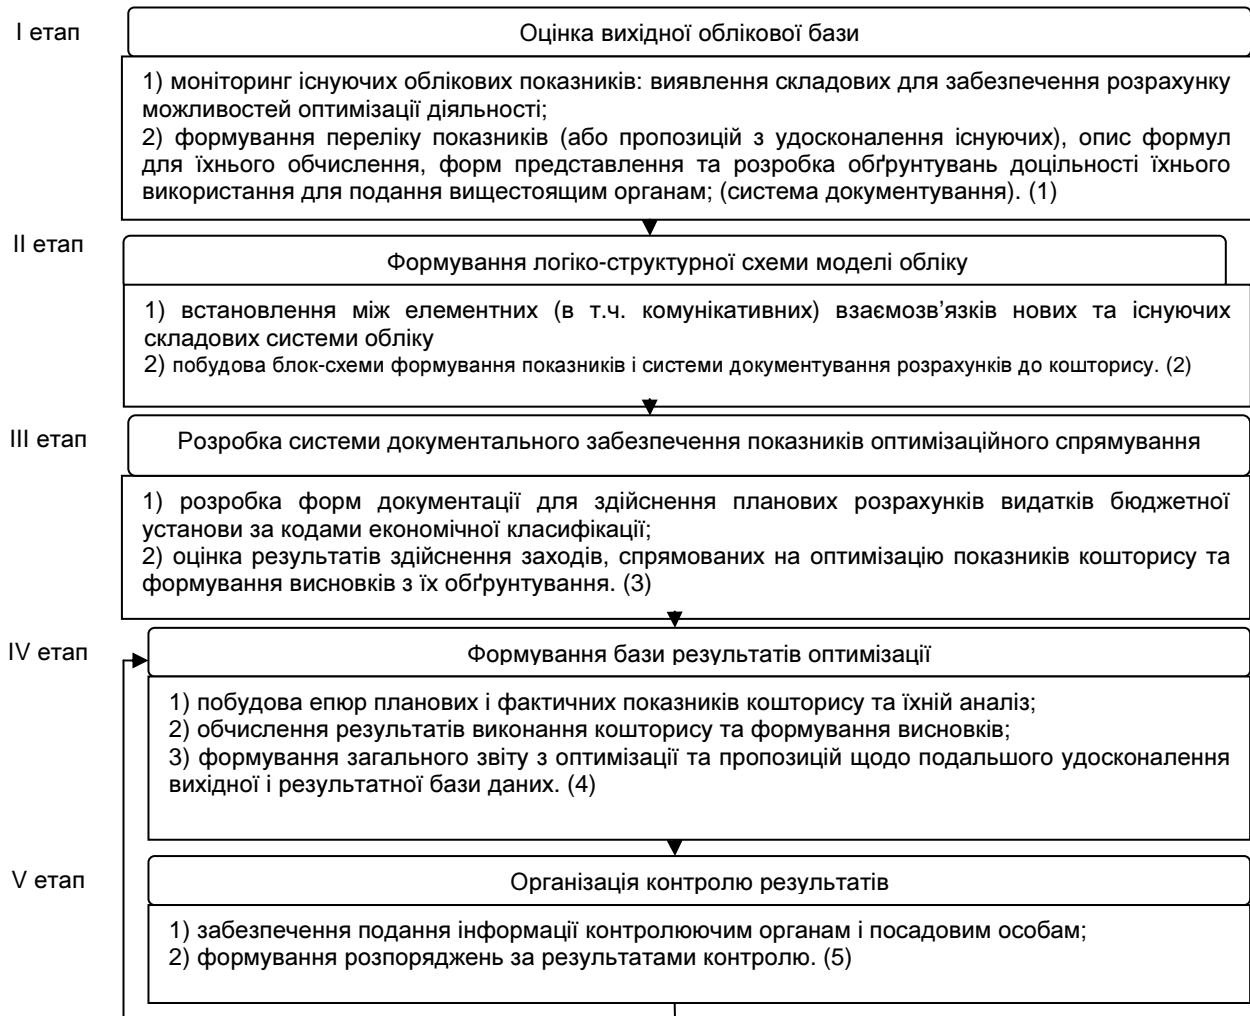 І етап
Оцінка вихідної облікової бази
1) моніторинг існуючих облікових показників: виявлення складових для забезпечення розрахунку
можливостей оптимізації діяльності;
2) формування переліку показників (або пропозицій з удосконалення існуючих), опис формул
для їхнього обчислення, форм представлення та розробка обґрунтувань доцільності їхнього
використання для подання вищестоящим органам; (система документування). (1)
ІІ етап
Формування логіко-структурної схеми моделі обліку
1) встановлення між елементних (в т.ч. комунікативних) взаємозв’язків нових та існуючих
складових системи обліку
2) побудова блок-схеми формування показників і системи документування розрахунків до кошторису. (2)
ІІІ етап
Розробка системи документального забезпечення показників оптимізаційного спрямування
1) розробка форм документації для здійснення планових розрахунків видатків бюджетної
установи за кодами економічної класифікації;
2) оцінка результатів здійснення заходів, спрямованих на оптимізацію показників кошторису та
формування висновків з їх обґрунтування. (3)
IV етап
Формування бази результатів оптимізації
1) побудова епюр планових і фактичних показників кошторису та їхній аналіз;
2) обчислення результатів виконання кошторису та формування висновків;
3) формування загального звіту з оптимізації та пропозицій щодо подальшого удосконалення
вихідної і результатної бази даних. (4)
V етап
Організація контролю результатів
1) забезпечення подання інформації контролюючим органам і посадовим особам;
2) формування розпоряджень за результатами контролю. (5)